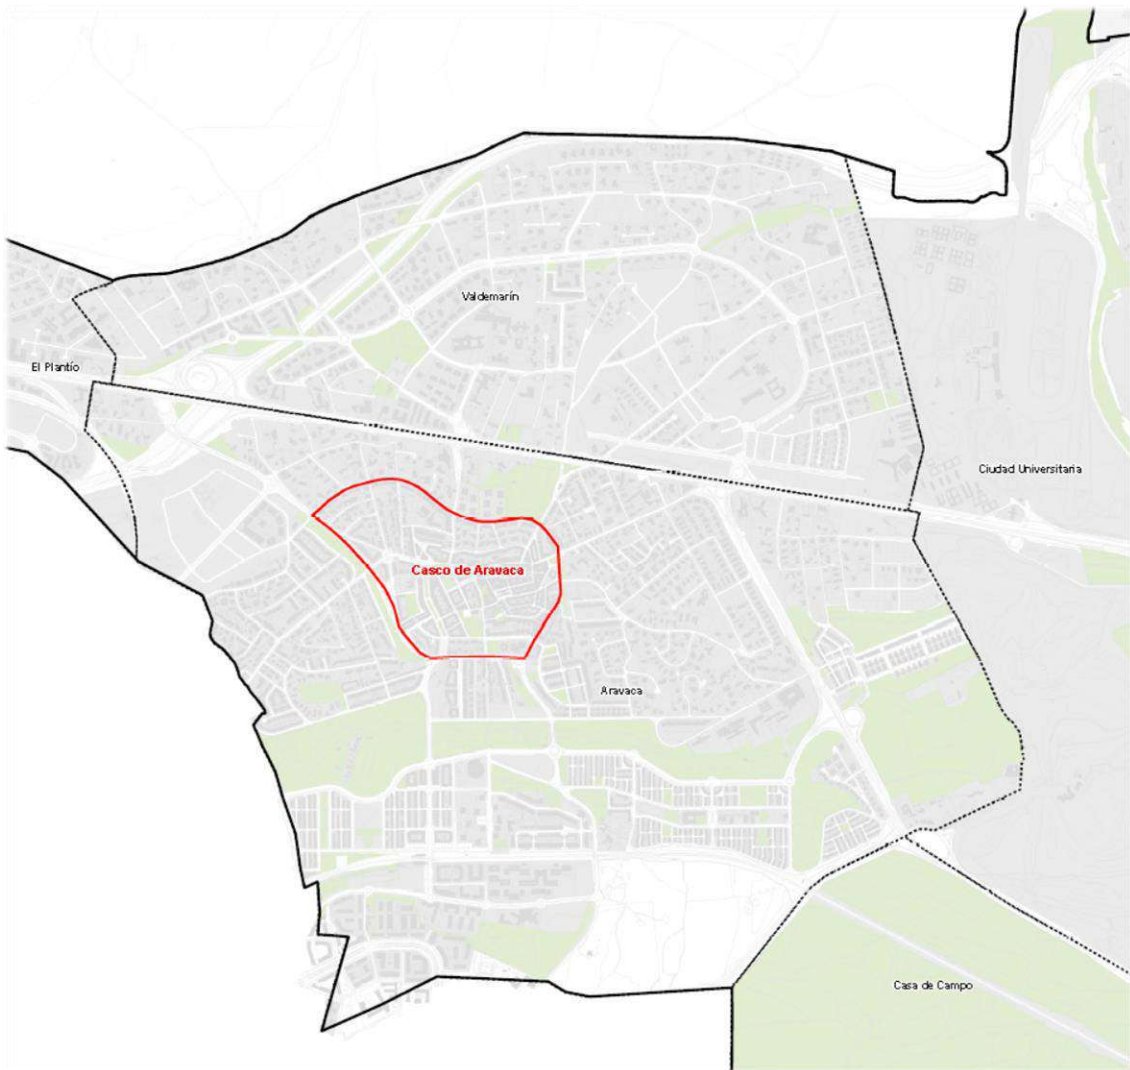 Valdemarín
El Plantío
Ciudad Universitaria
Casco de Aravaca
Aravaca
Casa de Campo